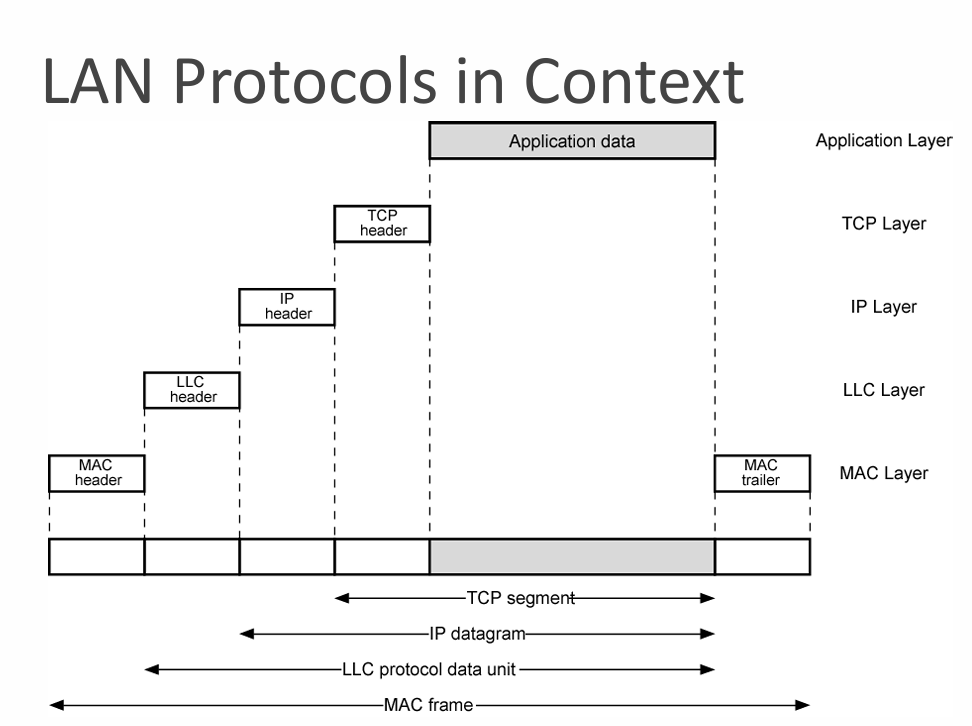 LAN Protocols in Context
Application data
Application Layer
TCP
header
TCP Layer
IP
header
IP Layer
LLC
header
LLC Layer
MAC
header
MAC
trailer
MAC Layer
TCP segment
IP datagram
LLC protocol data unit
MAC frame